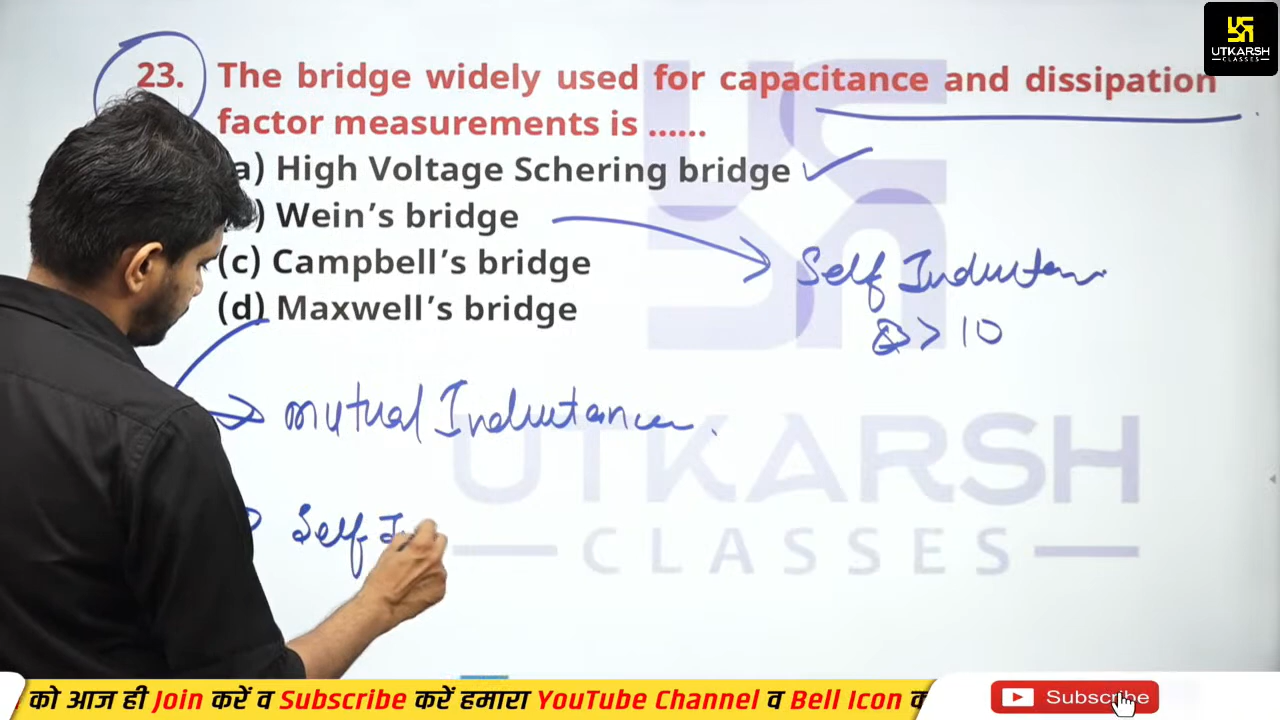 UTKARSH
CLASSES
23. The bridge widely used for capacitance and dissipation
factor measurements is ......
a) High Voltage Schering bridge
) Wein’s bridge
(c) Campbell’s bridge
(d) Maxwell’s bridge
Self Inductan
Q > 10
Mutual Inductance.
Self In
UTKARSH
CLASSES
को आज ही Join करें व Subscribe करें हमारा YouTube Channel व Bell Icon
Subscribe